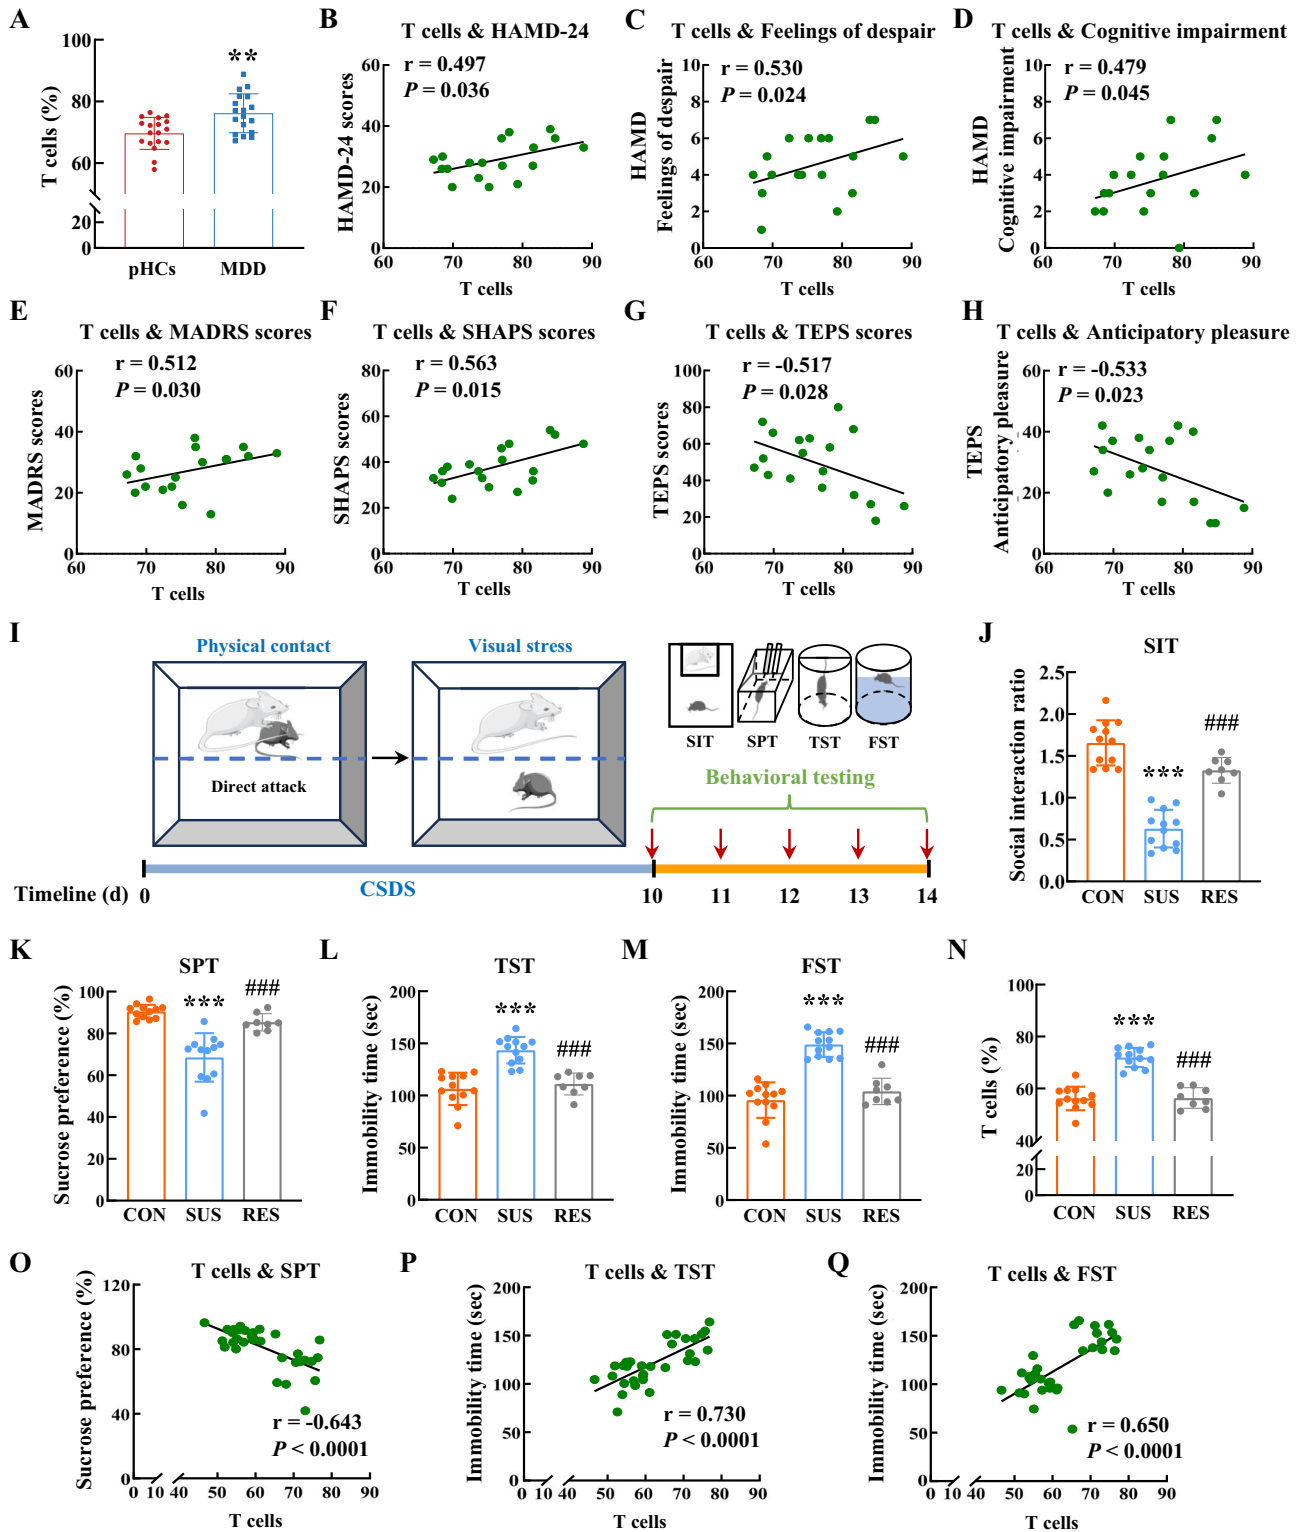 A
T cells (%)
100
80
60
20
0
**
pHCs
MDD
B
T cells & HAMD-24
r = 0.497
P = 0.036
HAMD-24 scores
60
40
20
0
60
70
80
90
T cells
C
T cells & Feelings of despair
r = 0.530
P = 0.024
HAMD
Feelings of despair
10
8
6
4
2
0
60
70
80
90
T cells
D
T cells & Cognitive impairment
r = 0.479
P = 0.045
HAMD
Cognitive impairment
10
8
6
4
2
0
60
70
80
90
T cells
E
T cells & MADRS scores
r = 0.512
P = 0.030
MADRS scores
60
40
20
0
60
70
80
90
T cells
F
T cells & SHAPS scores
r = 0.563
P = 0.015
SHAPS scores
80
60
40
20
0
60
70
80
90
T cells
G
T cells & TEPS scores
r = -0.517
P = 0.028
TEPS scores
100
80
60
40
20
0
60
70
80
90
T cells
H
T cells & Anticipatory pleasure
r = -0.533
P = 0.023
TEPS
Anticipatory pleasure
60
40
20
0
60
70
80
90
T cells
I
Physical contact
Visual stress
Direct attack
SIT
SPT
TST
FST
Behavioral testing
CSDS
Timeline (d)
0
10
11
12
13
14
J
SIT
Social interaction ratio
2.5
2.0
1.5
1.0
0.5
0.0
***
###
CON
SUS
RES
K
SPT
Sucrose preference (%)
100
80
60
40
20
0
***
###
CON
SUS
RES
L
TST
Immobility time (sec)
200
150
100
50
0
***
###
CON
SUS
RES
M
FST
Immobility time (sec)
200
150
100
50
0
***
###
CON
SUS
RES
N
T cells (%)
100
80
60
40
20
0
***
###
CON
SUS
RES
O
T cells & SPT
Sucrose preference (%)
120
80
40
0
r = -0.643
P < 0.0001
0
10
40
50
60
70
80
90
T cells
P
T cells & TST
Immobility time (sec)
200
150
100
50
0
r = 0.730
P < 0.0001
0
10
40
50
60
70
80
90
T cells
Q
T cells & FST
Immobility time (sec)
200
150
100
50
0
r = 0.650
P < 0.0001
0
10
40
50
60
70
80
90
T cells